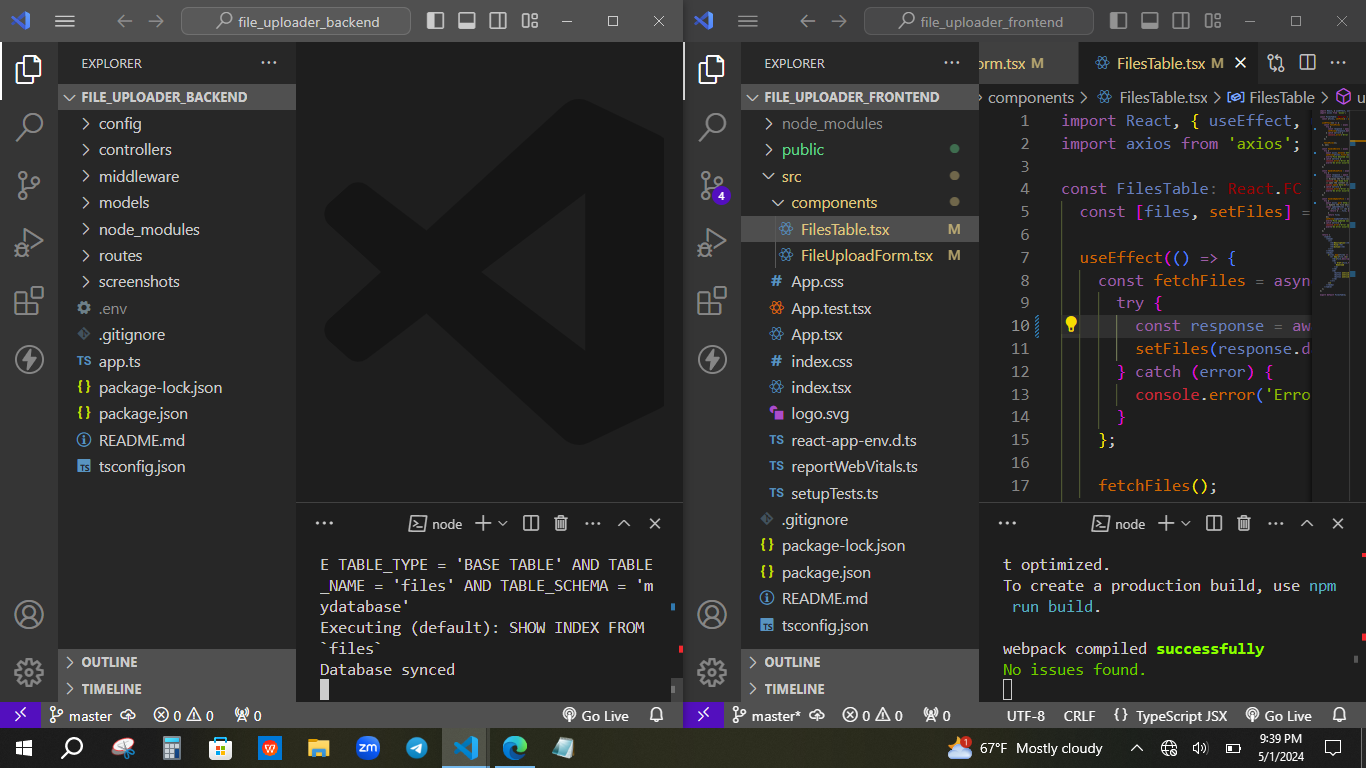 file_uploader_backend
EXPLORER
FILE_UPLOADER_BACKEND
config
controllers
middleware
models
node_modules
routes
screenshots
.env
.gitignore
TS app.ts
{} package-lock.json
{} package.json
README.md
TS tsconfig.json
OUTLINE
TIMELINE
node
E TABLE_TYPE = 'BASE TABLE' AND TABLE
_NAME = 'files' AND TABLE_SCHEMA = 'm
ydatabase'
Executing (default): SHOW INDEX FROM
`files`
Database synced
master
0 0
0
Go Live
file_uploader_frontend
EXPLORER
FILE_UPLOADER_FRONTEND
node_modules
public
src
components
FilesTable.tsx M
FileUploadForm.tsx M
# App.css
App.test.tsx
App.tsx
# index.css
index.tsx
logo.svg
TS react-app-env.d.ts
TS reportWebVitals.ts
TS setupTests.ts
.gitignore
{} package-lock.json
{} package.json
README.md
TS tsconfig.json
OUTLINE
TIMELINE
4
orm.tsx M
FilesTable.tsx M
components > FilesTable.tsx > FilesTable > u
1 import React, { useEffect,
2 import axios from 'axios';
3
4 const FilesTable: React.FC
5 const [files, setFiles] =
6
7 useEffect(() => {
8 const fetchFiles = asyn
9 try {
10 const response = aw
11 setFiles(response.d
12 } catch (error) {
13 console.error('Erro
14 }
15 };
16
17 fetchFiles();
node
t optimized.
To create a production build, use npm
run build.
webpack compiled successfully
No issues found.
master*
0 0
0
UTF-8
CRLF
{} TypeScript JSX
Go Live
W
zm
1
67°F Mostly cloudy
9:39 PM
5/1/2024